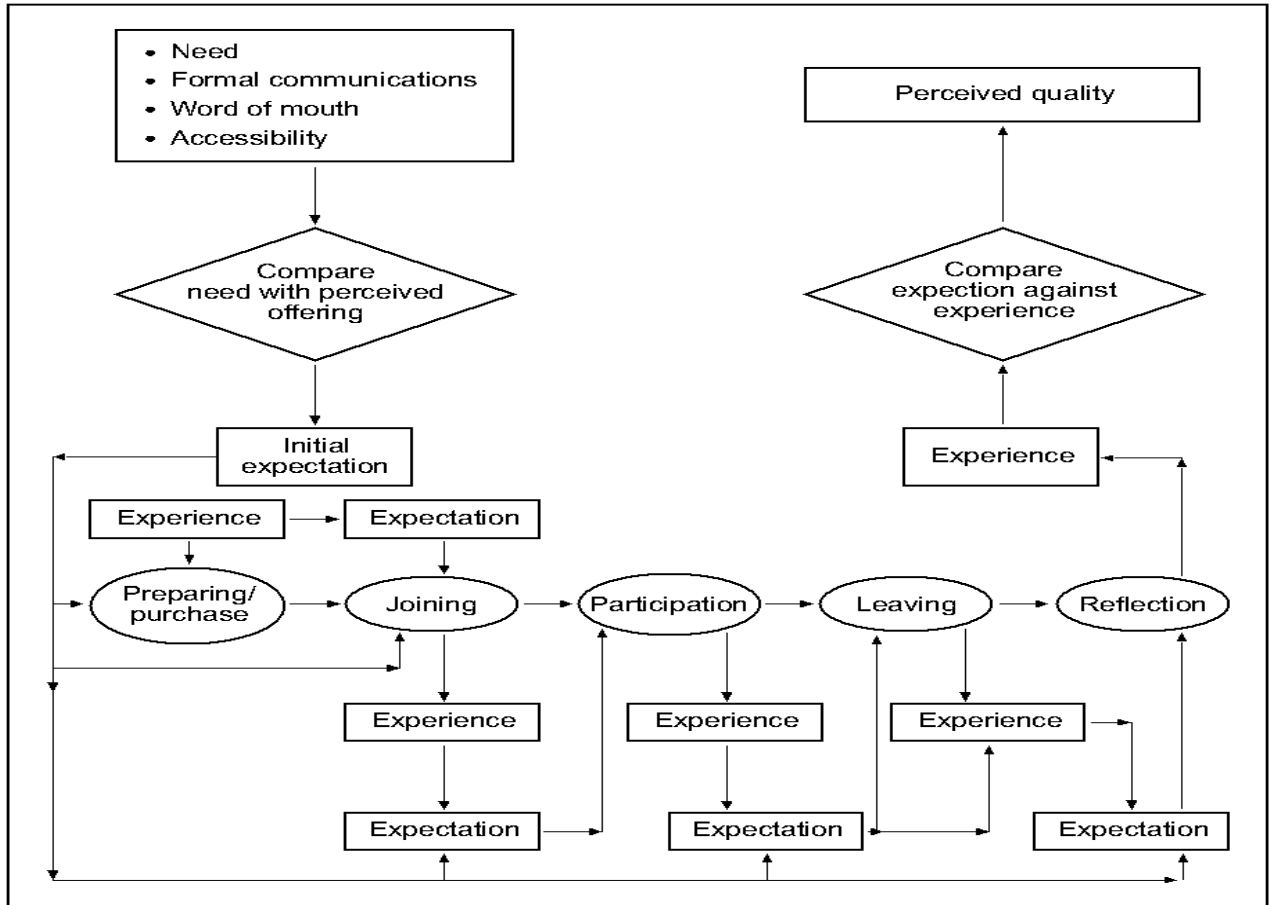 • Need
• Formal communications
• Word of mouth
• Accessibility
Perceived quality
Compare
need with perceived
offering
Compare
expection against
experience
Initial
expectation
Experience
Experience
Expectation
Preparing/
purchase
Joining
Participation
Leaving
Reflection
Experience
Experience
Experience
Expectation
Expectation
Expectation